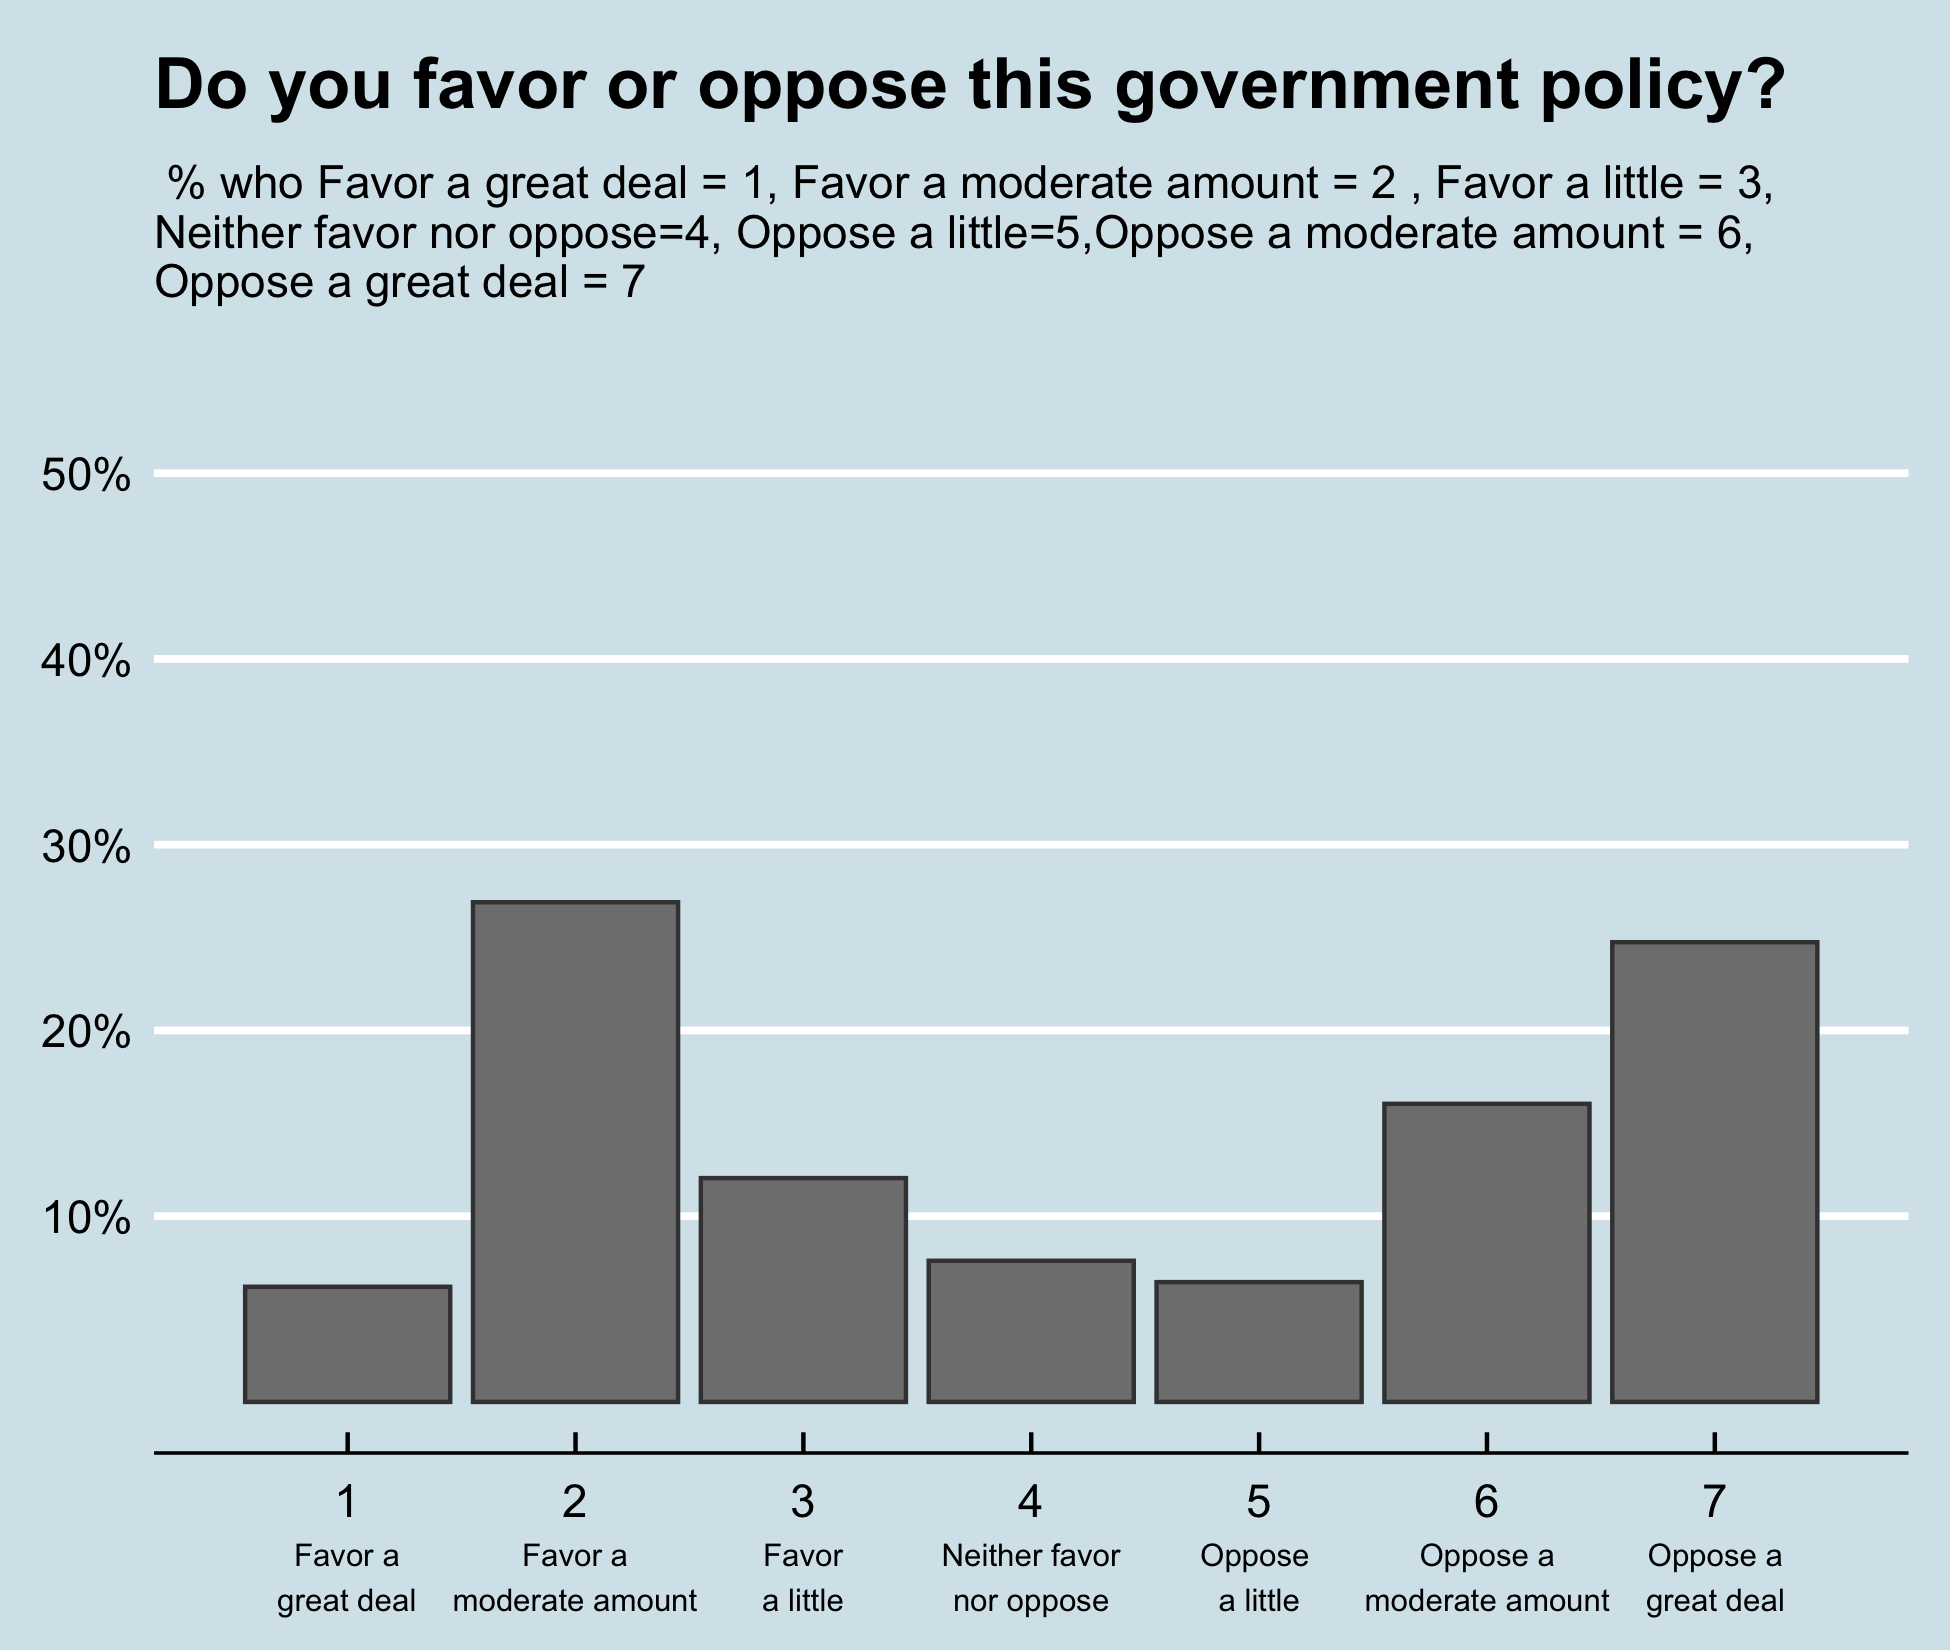 Do you favor or oppose this government policy?
% who Favor a great deal = 1, Favor a moderate amount = 2 , Favor a little = 3,
Neither favor nor oppose=4, Oppose a little=5,Oppose a moderate amount = 6,
Oppose a great deal = 7
50%
40%
30%
20%
10%
1 2 3 4 5 6 7
Favor a Favor a Favor Neither favor Oppose Oppose a Oppose a
great deal moderate amount a little nor oppose a little moderate amount great deal